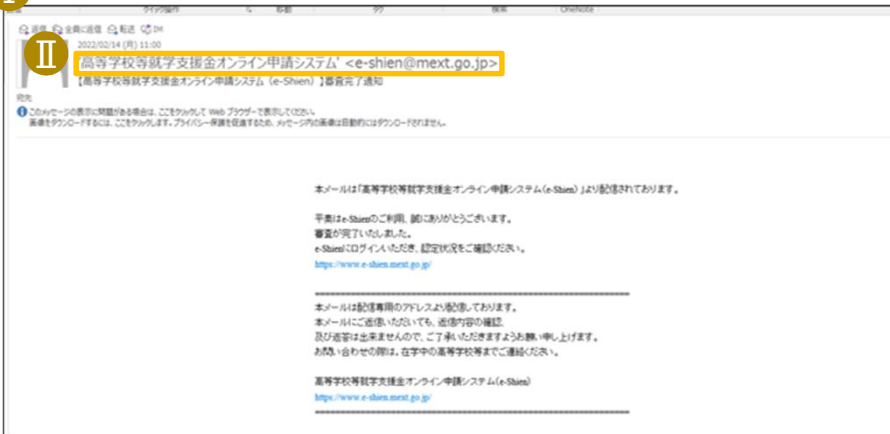 クイック操作 移動 タグ 検索 OneNote
返信 全員に返信 転送 IM
2022/02/14 (月) 11:00
Ⅱ
'高等学校等就学支援金オンライン申請システム' <e-shien@mext.go.jp>
【高等学校等就学支援金オンライン申請システム（e-Shien）】審査完了通知
宛先
このメッセージの表示に問題がある場合は、ここをクリックして Web ブラウザーで表示してください。
画像をダウンロードするには、ここをクリックします。プライバシー保護を促進するため、メッセージ内の画像は自動的にはダウンロードされません。
本メールは「高等学校等就学支援金オンライン申請システム(e-Shien)」より配信されております。
平素はe-Shienのご利用、誠にありがとうございます。
審査が完了いたしました。
e-Shienにログインいただき、認定状況をご確認ください。
https://www.e-shien.mext.go.jp/
本メールは配信専用のアドレスより配信しております。
本メールにご返信いただいても、返信内容の確認、
及び返答は出来ませんので、ご了承いただきますようお願い申し上げます。
お問い合わせの際は、在学中の高等学校等までご連絡ください。
高等学校等就学支援金オンライン申請システム(e-Shien)
https://www.e-shien.mext.go.jp/